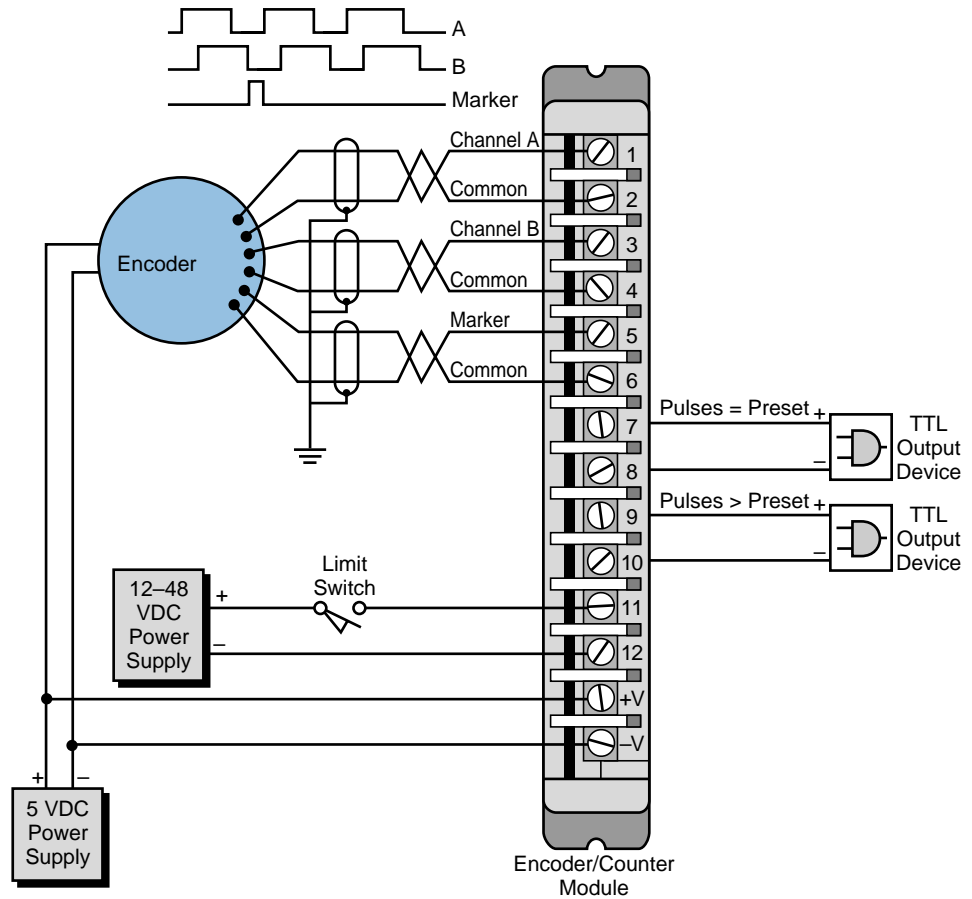 A
B
Marker
Channel A
Common
Channel B
Common
Marker
Common
Encoder
1
2
3
4
5
6
7
8
9
10
11
12
+V
–V
Pulses = Preset
+
–
TTL
Output
Device
Pulses > Preset
+
–
TTL
Output
Device
Limit
Switch
12–48
VDC
Power
Supply
+
–
+
–
5 VDC
Power
Supply
Encoder/Counter
Module